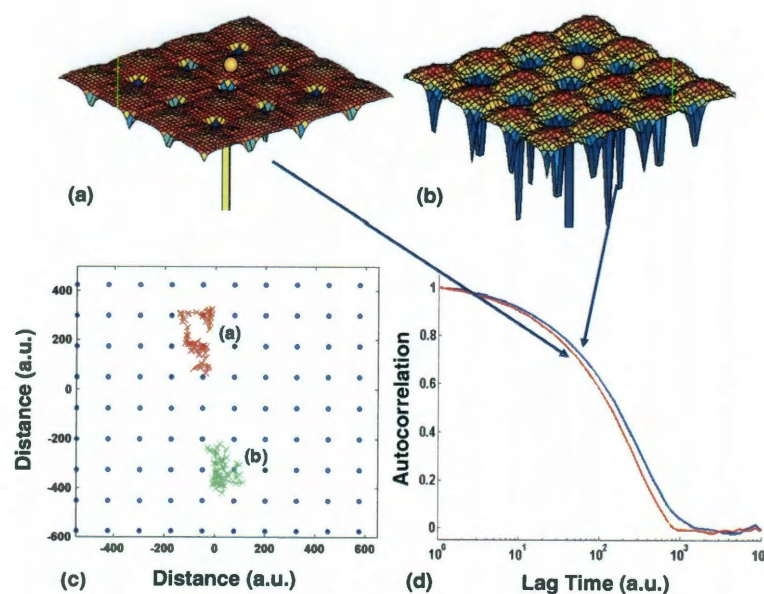 (a)
(b)
400
200
0
-200
-400
-600
-400
-200
0
200
400
600
Distance (a.u.)
(a)
(b)
(c)
Distance (a.u.)
1
0.8
0.6
0.4
0.2
0
10⁰
10¹
10²
10³
10
Autocorrelation
(d)
Lag Time (a.u.)